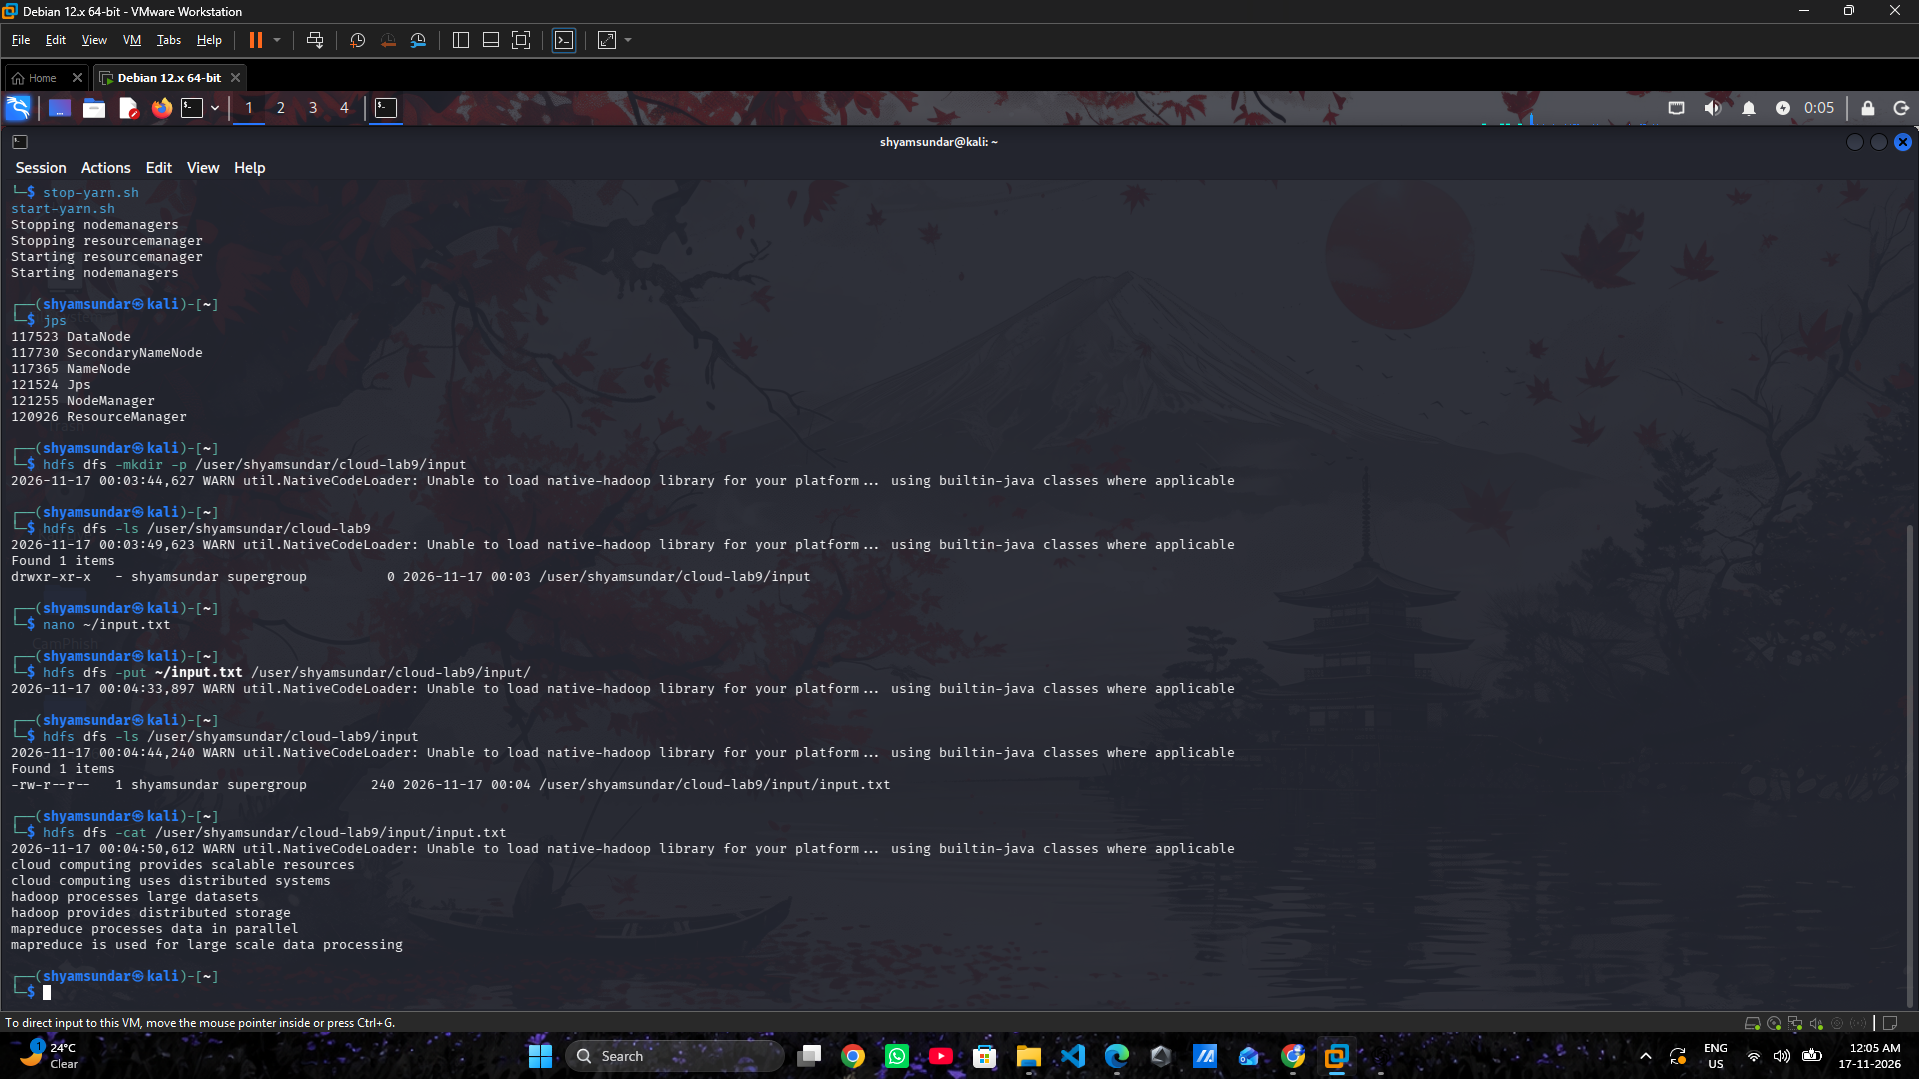 Debian 12.x 64-bit - VMware Workstation
File Edit View VM Tabs Help
Home
Debian 12.x 64-bit
1 2 3 4
0:05
shyamsundar@kali: ~
Session Actions Edit View Help
└─$ stop-yarn.sh
start-yarn.sh
Stopping nodemanagers
Stopping resourcemanager
Starting resourcemanager
Starting nodemanagers
┌──(shyamsundar㉿kali)-[~]
└─$ jps
117523 DataNode
117730 SecondaryNameNode
117365 NameNode
121524 Jps
121255 NodeManager
120926 ResourceManager
┌──(shyamsundar㉿kali)-[~]
└─$ hdfs dfs -mkdir -p /user/shyamsundar/cloud-lab9/input
2026-11-17 00:03:44,627 WARN util.NativeCodeLoader: Unable to load native-hadoop library for your platform... using builtin-java classes where applicable
┌──(shyamsundar㉿kali)-[~]
└─$ hdfs dfs -ls /user/shyamsundar/cloud-lab9
2026-11-17 00:03:49,623 WARN util.NativeCodeLoader: Unable to load native-hadoop library for your platform... using builtin-java classes where applicable
Found 1 items
drwxr-xr-x   - shyamsundar supergroup          0 2026-11-17 00:03 /user/shyamsundar/cloud-lab9/input
┌──(shyamsundar㉿kali)-[~]
└─$ nano ~/input.txt
CamPhish
┌──(shyamsundar㉿kali)-[~]
└─$ hdfs dfs -put ~/input.txt /user/shyamsundar/cloud-lab9/input/
2026-11-17 00:04:33,897 WARN util.NativeCodeLoader: Unable to load native-hadoop library for your platform... using builtin-java classes where applicable
┌──(shyamsundar㉿kali)-[~]
└─$ hdfs dfs -ls /user/shyamsundar/cloud-lab9/input
2026-11-17 00:04:44,240 WARN util.NativeCodeLoader: Unable to load native-hadoop library for your platform... using builtin-java classes where applicable
Found 1 items
-rw-r--r--   1 shyamsundar supergroup        240 2026-11-17 00:04 /user/shyamsundar/cloud-lab9/input/input.txt
┌──(shyamsundar㉿kali)-[~]
└─$ hdfs dfs -cat /user/shyamsundar/cloud-lab9/input/input.txt
2026-11-17 00:04:50,612 WARN util.NativeCodeLoader: Unable to load native-hadoop library for your platform... using builtin-java classes where applicable
cloud computing provides scalable resources
cloud computing uses distributed systems
hadoop processes large datasets
hadoop provides distributed storage
mapreduce processes data in parallel
mapreduce is used for large scale data processing
┌──(shyamsundar㉿kali)-[~]
└─$
To direct input to this VM, move the mouse pointer inside or press Ctrl+G.
1
24°C
Clear
Search
ENG
US
12:05 AM
17-11-2026